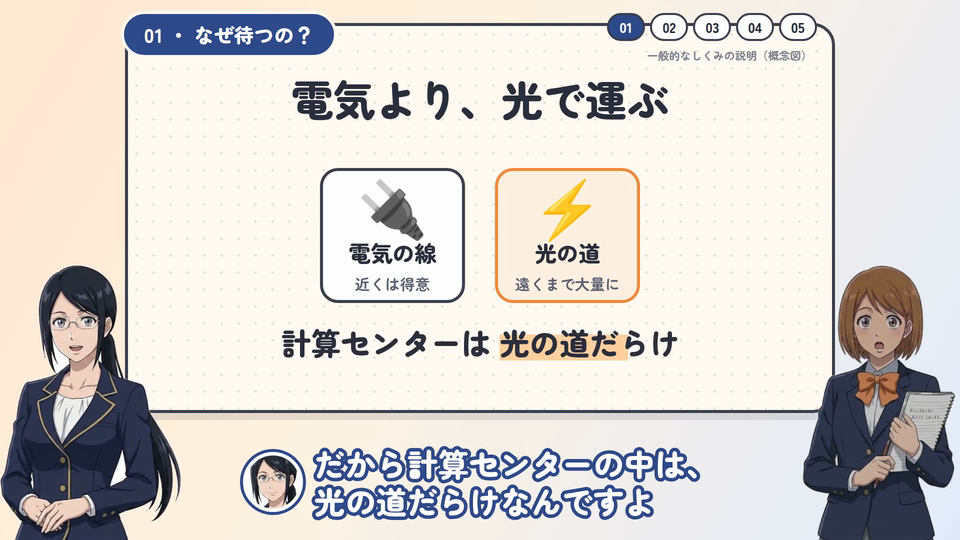 01・なぜ待つの？
01 02 03 04 05
一般的なしくみの説明（概念図）
電気より、光で運ぶ
電気の線
近くは得意
光の道
遠くまで大量に
計算センターは 光の道だらけ
だから計算センターの中は、
光の道だらけなんですよ